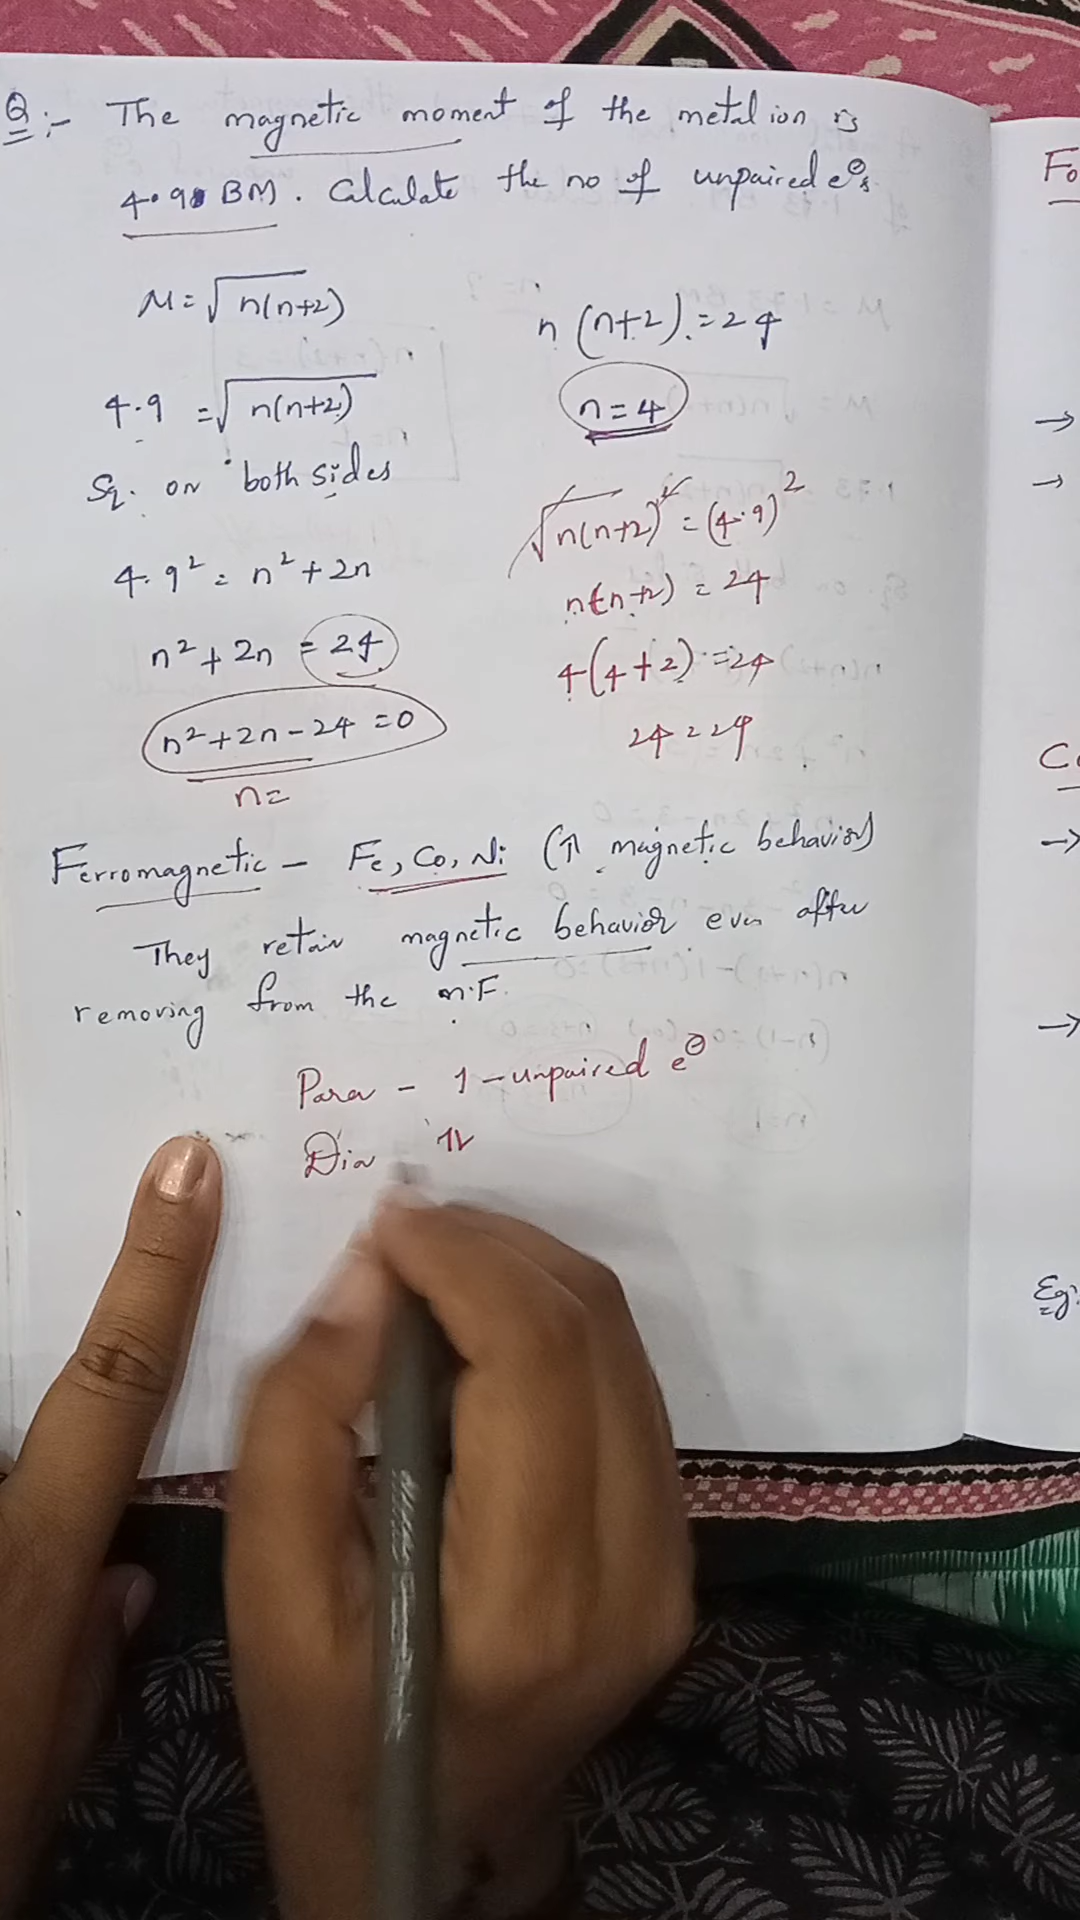 Q:- The magnetic moment of the metal ion is
4.9 BM. Calculate the no of unpaired e⊖s.
M = √n(n+2)
4.9 = √n(n+2)
Sq. on both sides
4.9² = n² + 2n
n² + 2n = 24
n² + 2n - 24 = 0
n=
n (n+2) = 24
n = 4
√n(n+2)² = (4.9)²
n(n+2) = 24
4(4+2) = 24
24 = 24
Ferromagnetic - Fe, Co, Ni (↑ magnetic behavior)
They retain magnetic behavior even after
removing from the m.F.
Para - 1 - unpaired e⊖
Dia ↑↓
Fo
→
→
Co
→
→
Eg: